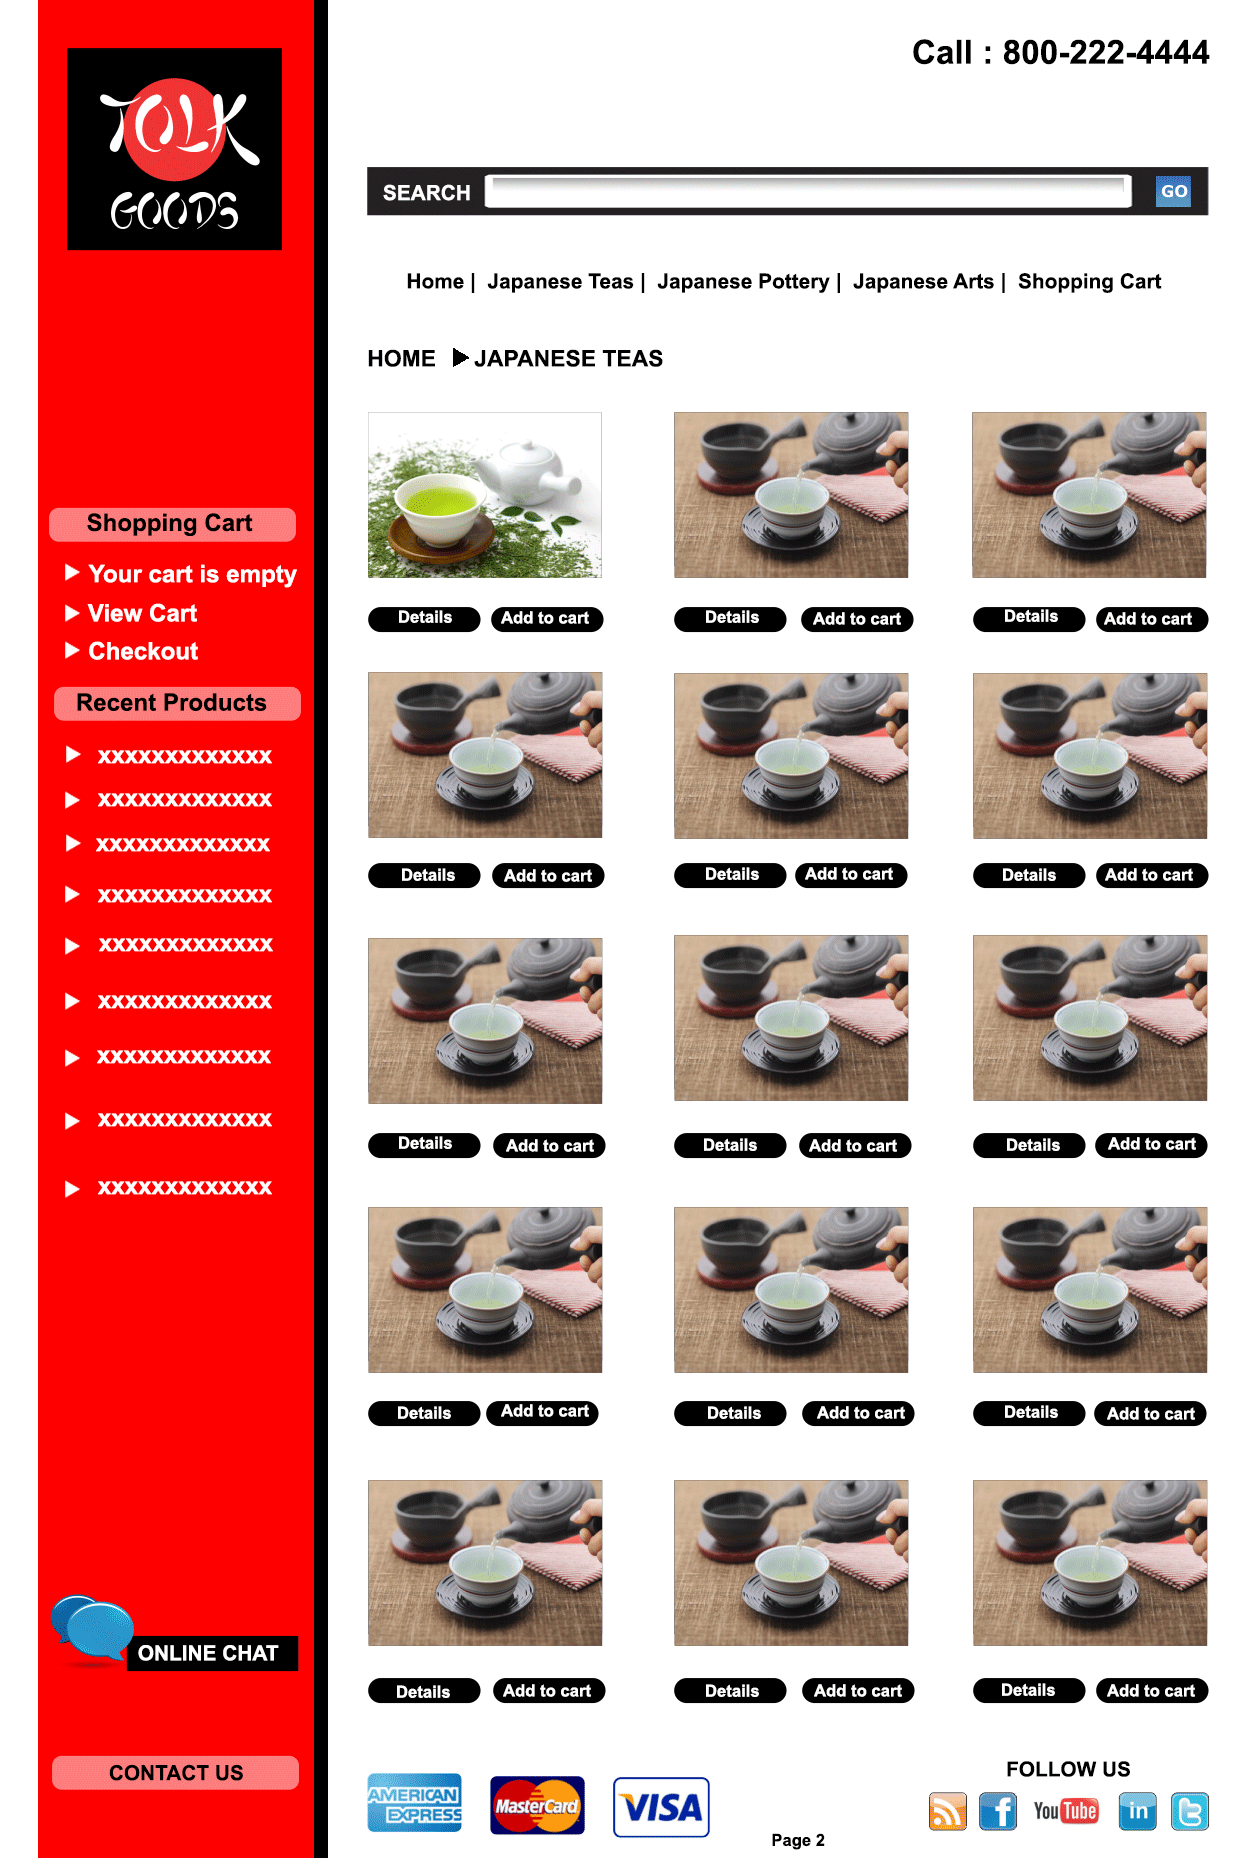 TOLK
GOODS
Call : 800-222-4444
SEARCH GO
Home | Japanese Teas | Japanese Pottery | Japanese Arts | Shopping Cart
HOME JAPANESE TEAS
Shopping Cart
Your cart is empty
View Cart
Checkout
Recent Products
xxxxxxxxxxxxx
xxxxxxxxxxxxx
xxxxxxxxxxxxx
xxxxxxxxxxxxx
xxxxxxxxxxxxx
xxxxxxxxxxxxx
xxxxxxxxxxxxx
xxxxxxxxxxxxx
xxxxxxxxxxxxx
ONLINE CHAT
CONTACT US
Details Add to cart Details Add to cart Details Add to cart
Details Add to cart Details Add to cart Details Add to cart
Details Add to cart Details Add to cart Details Add to cart
Details Add to cart Details Add to cart Details Add to cart
Details Add to cart Details Add to cart Details Add to cart
AMERICAN
EXPRESS
MasterCard
VISA
Page 2
FOLLOW US
f
YouTube
in
t